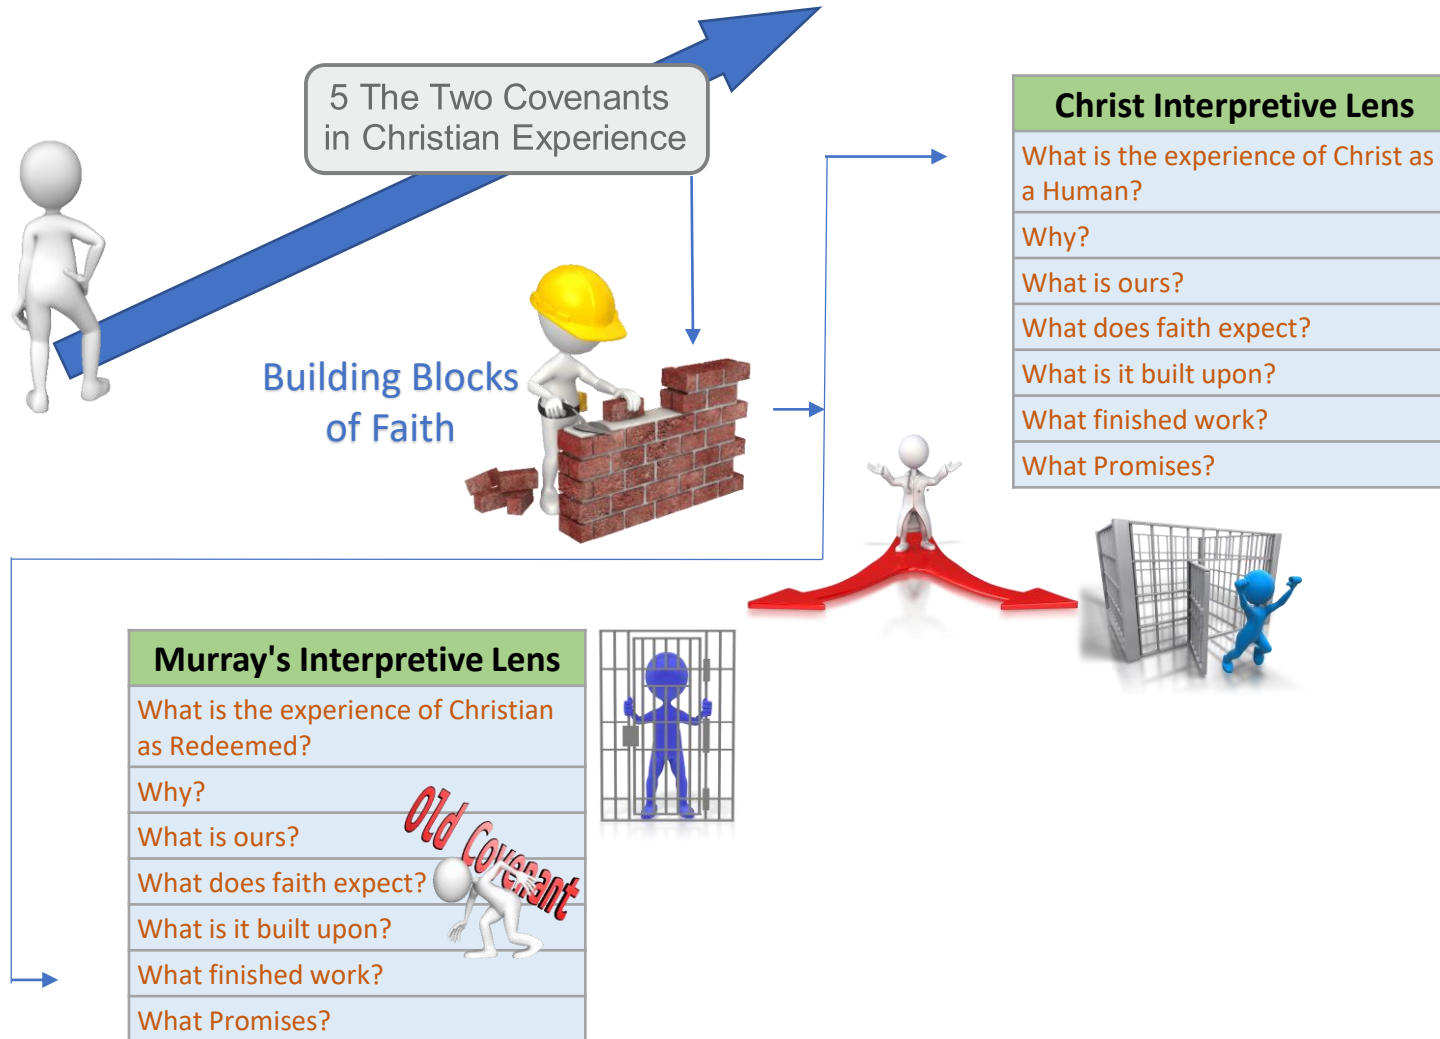 5 The Two Covenants
in Christian Experience
Christ Interpretive Lens
What is the experience of Christ as
a Human?
Why?
What is ours?
What does faith expect?
What is it built upon?
What finished work?
What Promises?
Building Blocks
of Faith
Murray's Interpretive Lens
What is the experience of Christian
as Redeemed?
Why?
What is ours?
What does faith expect?
What is it built upon?
What finished work?
What Promises?
Old Covenant